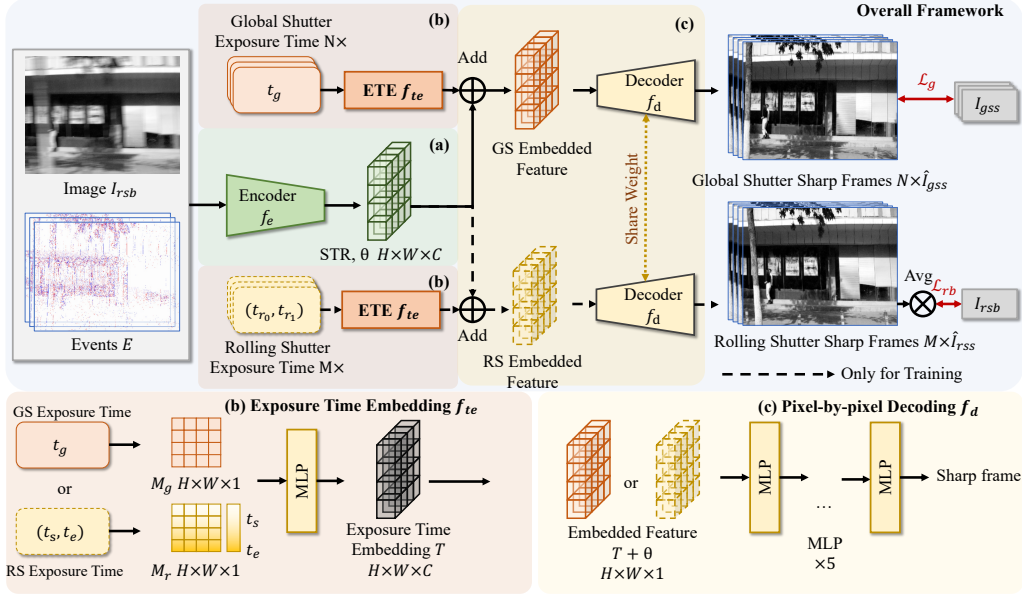 Overall Framework
Image I_rsb
Events E
Global Shutter
Exposure Time N×
(b)
t_g
ETE f_te
Add
(a)
Encoder
f_e
STR, θ H×W×C
(b)
(t_r0, t_r1)
ETE f_te
Add
Rolling Shutter
Exposure Time M×
(c)
GS Embedded
Feature
Decoder
f_d
Share Weight
RS Embedded
Feature
Decoder
f_d
Global Shutter Sharp Frames N×Î_gss
ℒ_g
I_gss
Avg
ℒ_rb
I_rsb
Rolling Shutter Sharp Frames M×Î_rss
Only for Training
(b) Exposure Time Embedding f_te
GS Exposure Time
t_g
or
(t_s, t_e)
RS Exposure Time
M_g H×W×1
t_s
t_e
M_r H×W×1
MLP
Exposure Time
Embedding T
H×W×C
(c) Pixel-by-pixel Decoding f_d
or
Embedded Feature
T + θ
H×W×1
MLP
...
MLP
×5
MLP
Sharp frame